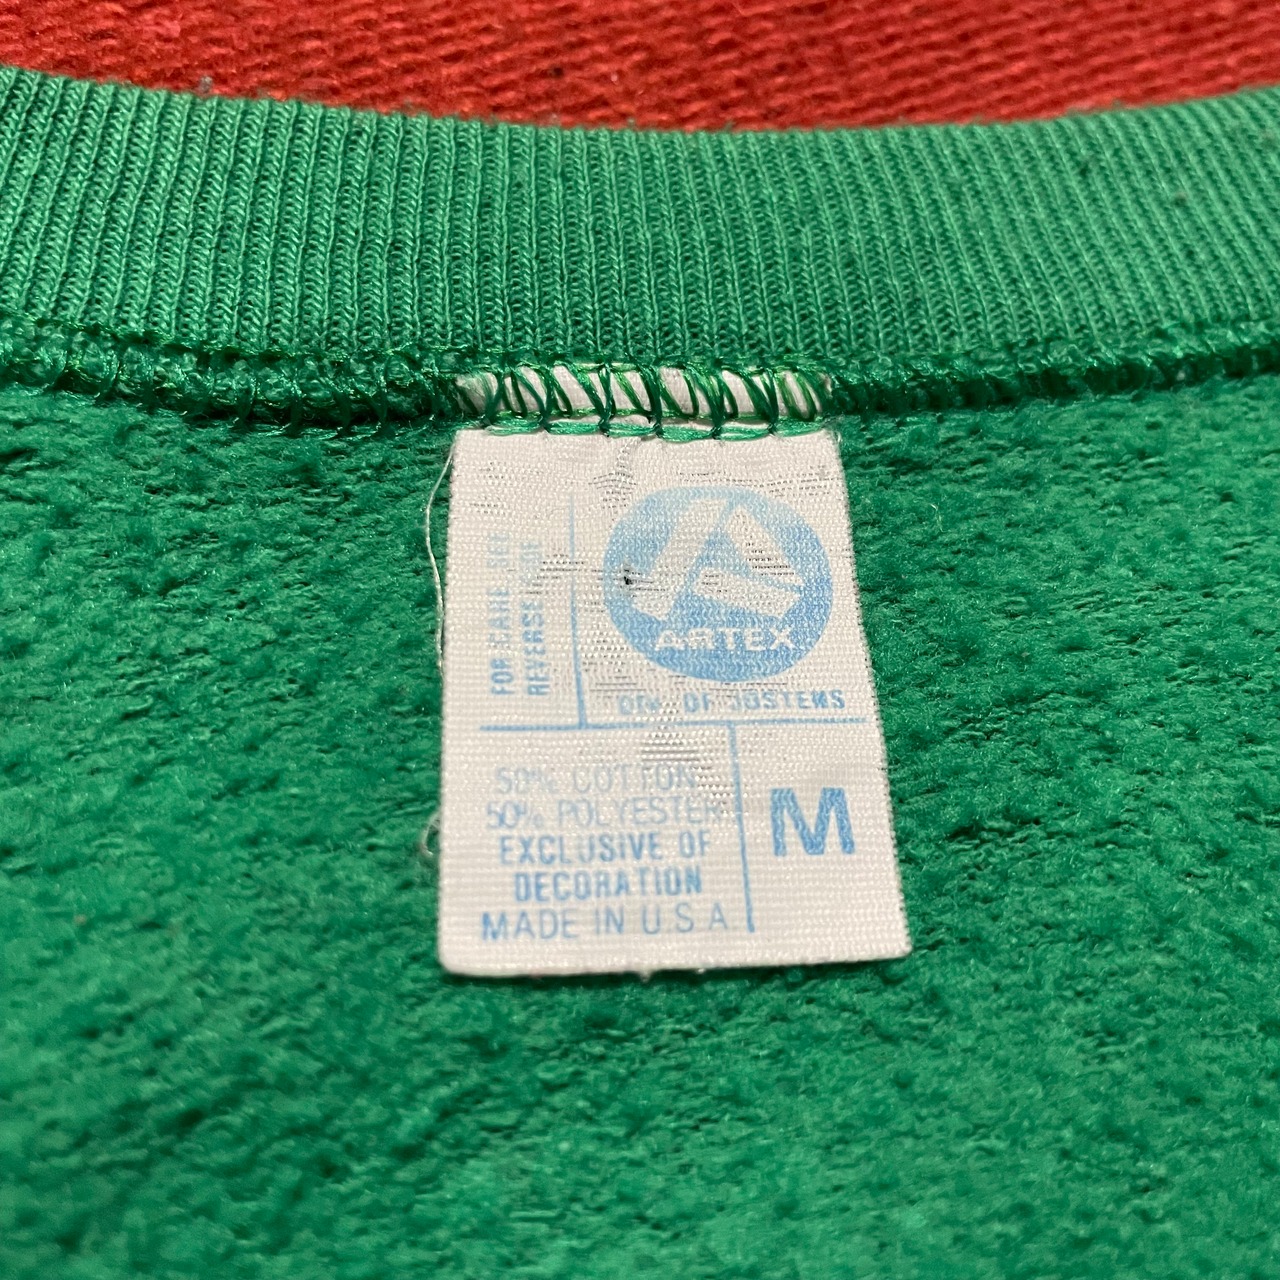 FOR CARE SEE
REVERSE SIDE
ARTEX
DIV. OF JOSTENS
50% COTTON
50% POLYESTER
EXCLUSIVE OF
DECORATION
MADE IN U.S.A.
M